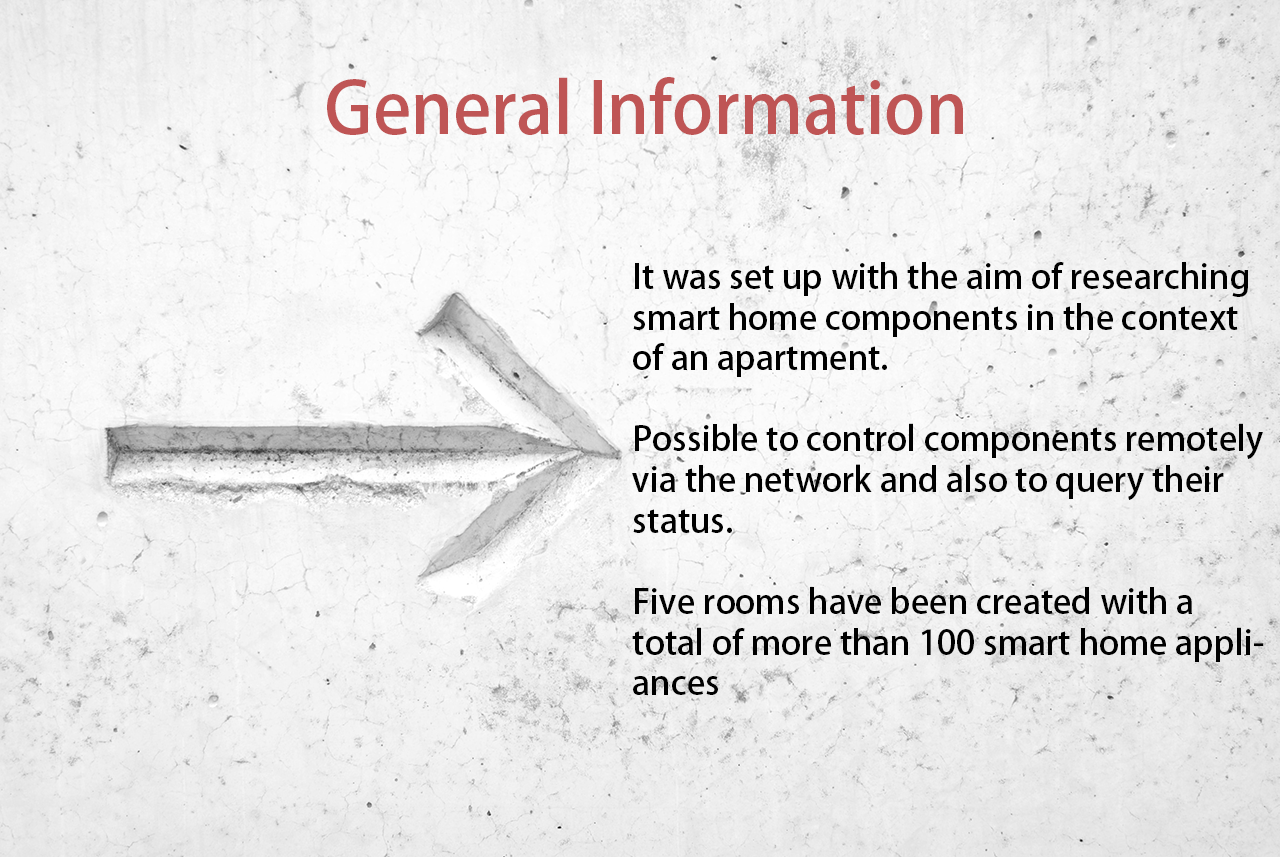 General Information
It was set up with the aim of researching
smart home components in the context
of an apartment.
Possible to control components remotely
via the network and also to query their
status.
Five rooms have been created with a
total of more than 100 smart home appli-
ances